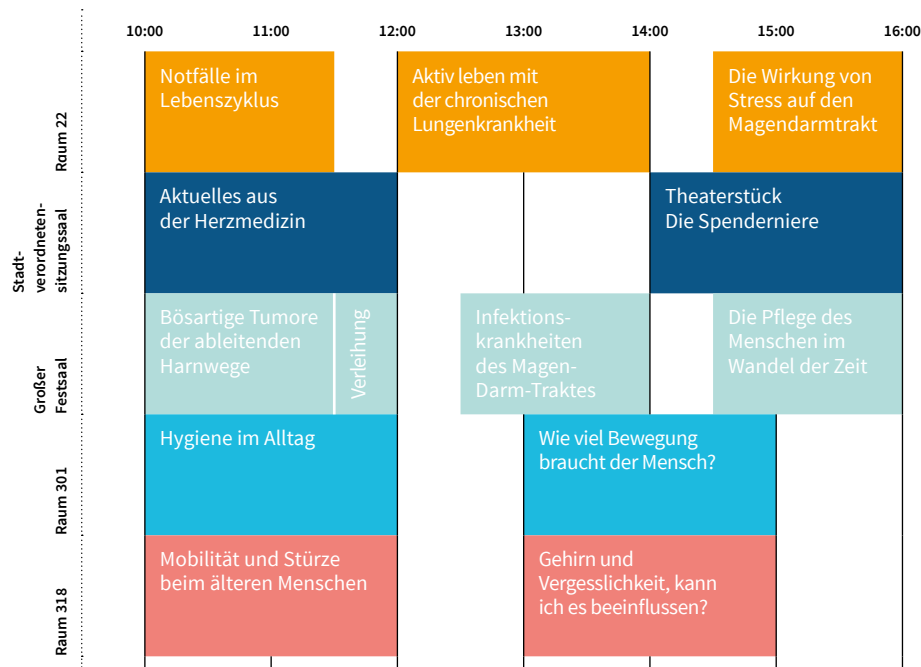 10:00 11:00 12:00 13:00 14:00 15:00 16:00
Raum 22
Notfälle im
Lebenszyklus
Aktiv leben mit
der chronischen
Lungenkrankheit
Die Wirkung von
Stress auf den
Magendarmtrakt
Stadt-
verordneten-
sitzungssaal
Aktuelles aus
der Herzmedizin
Theaterstück
Die Spenderniere
Großer
Festsaal
Bösartige Tumore
der ableitenden
Harnwege
Verleihung
Infektions-
krankheiten
des Magen-
Darm-Traktes
Die Pflege des
Menschen im
Wandel der Zeit
Raum 301
Hygiene im Alltag
Wie viel Bewegung
braucht der Mensch?
Raum 318
Mobilität und Stürze
beim älteren Menschen
Gehirn und
Vergesslichkeit, kann
ich es beeinflussen?